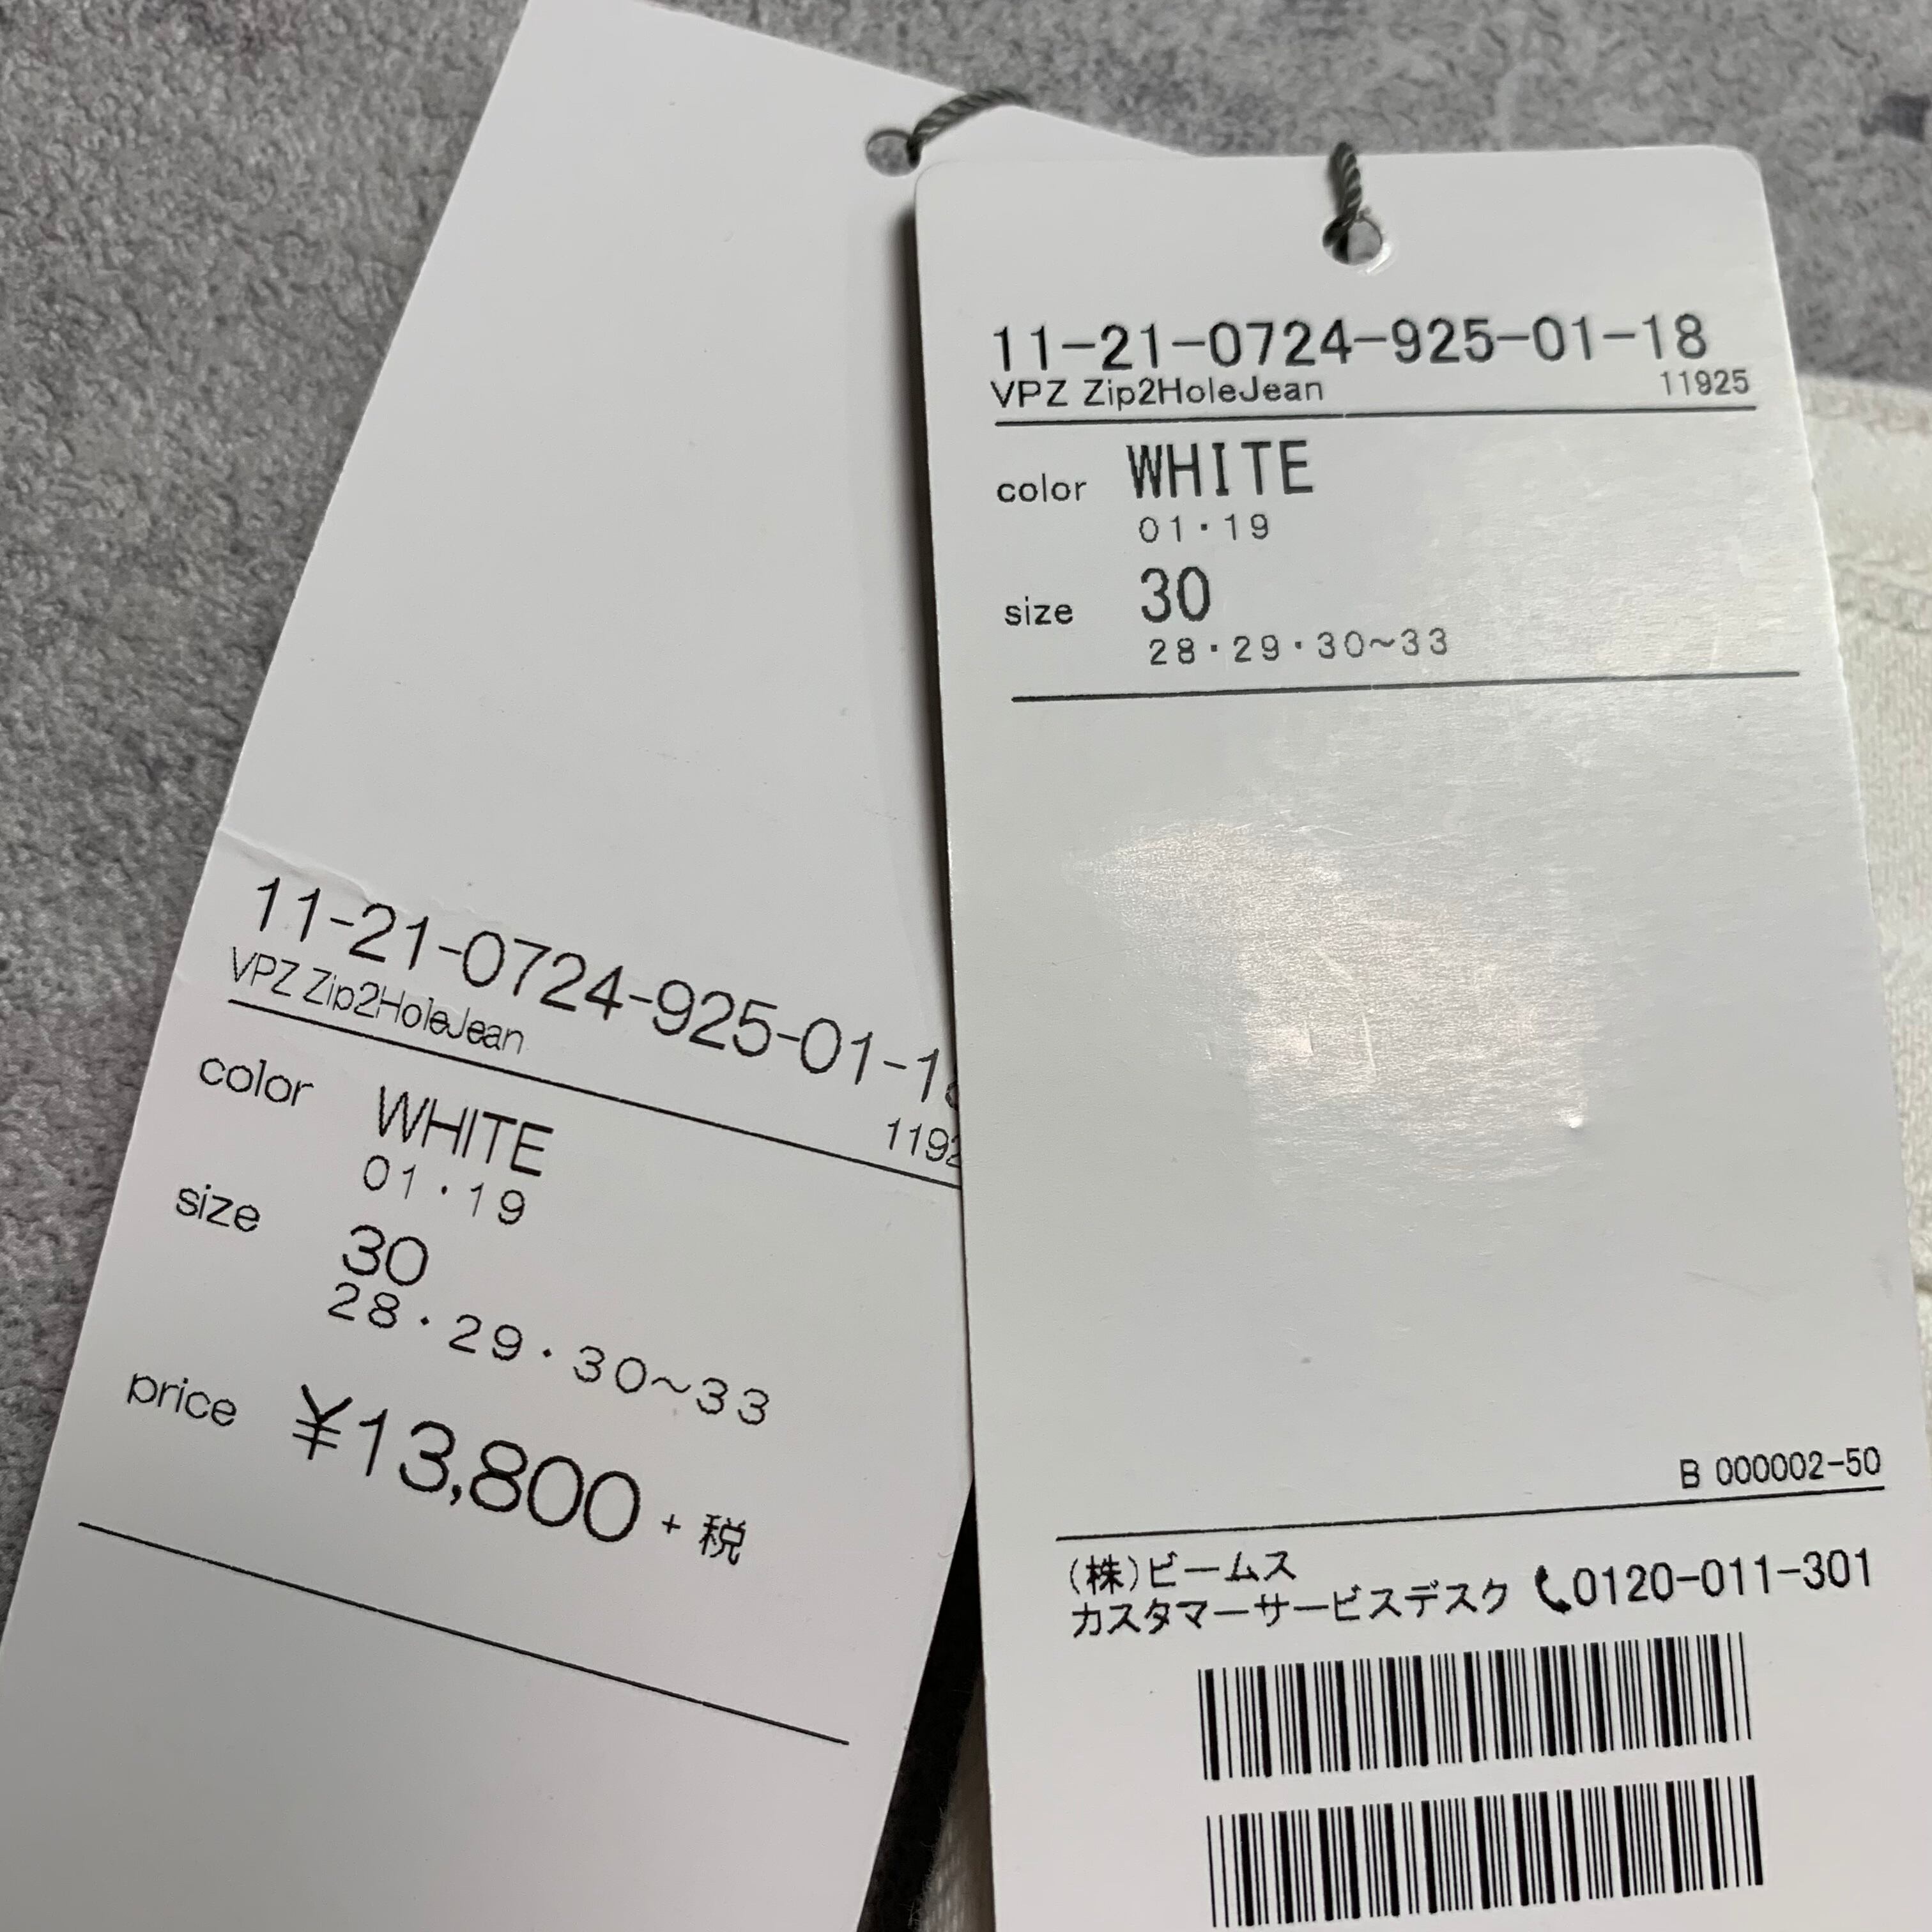 11-21-0724-925-01-1
VPZ Zip2HoleJean
1192
color WHITE
01・19
size 30
28・29・30~33
price ¥13,800 + 税
11-21-0724-925-01-18
VPZ Zip2HoleJean 11925
color WHITE
01・19
size 30
28・29・30~33
B 000002-50
(株)ビームス
カスタマーサービスデスク 0120-011-301